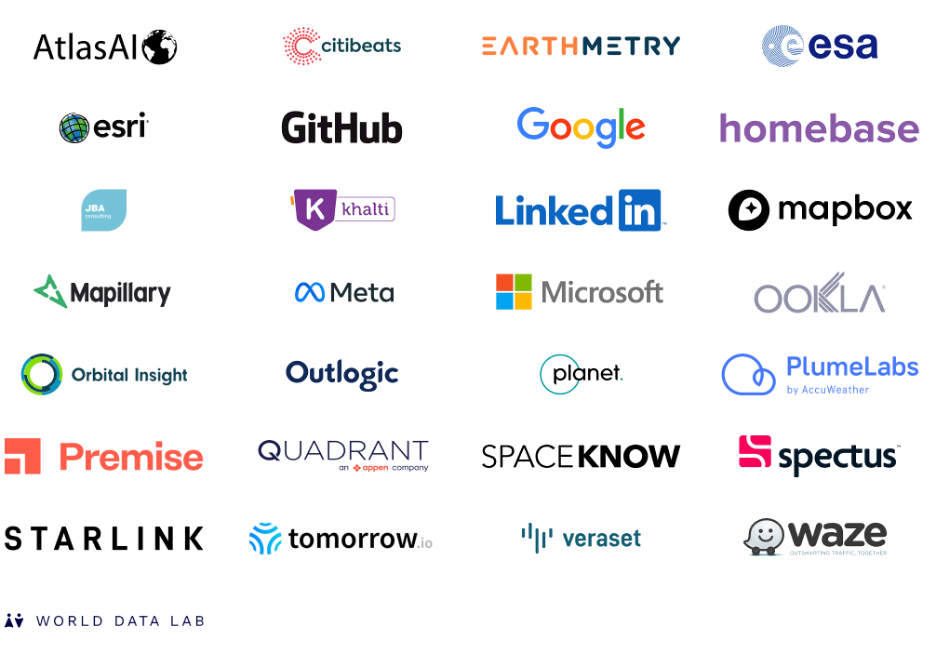 AtlasAI
citibeats
EARTHMETRY
esa
esri
GitHub
Google
homebase
JBA
consulting
K khalti
LinkedIn
mapbox
Mapillary
Meta
Microsoft
OOKLA
Orbital Insight
Outlogic
planet.
PlumeLabs
by AccuWeather
Premise
QUADRANT
an appen company
SPACEKNOW
spectus™
STARLINK
tomorrow.io
veraset
waze
OUTSMARTING TRAFFIC, TOGETHER
WORLD DATA LAB